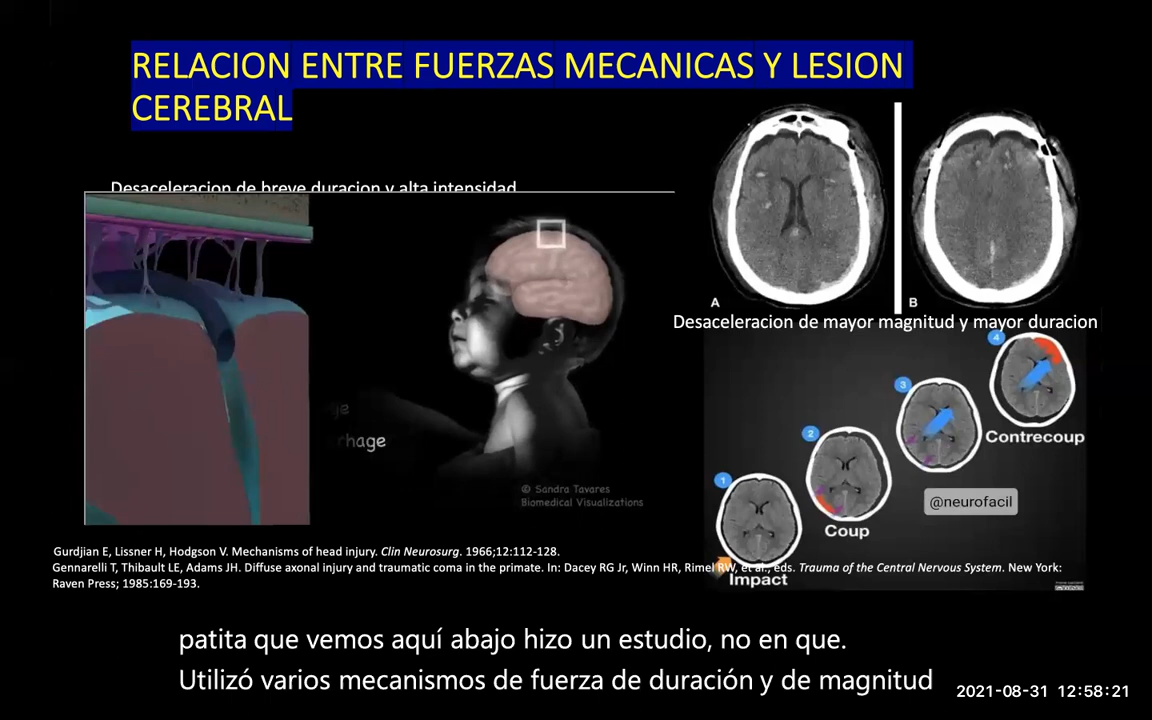 RELACION ENTRE FUERZAS MECANICAS Y LESION
CEREBRAL
Desaceleracion de breve duracion y alta intensidad
A
B
Desaceleracion de mayor magnitud y mayor duracion
4
3
Contrecoup
2
1
@neurofacil
Coup
Impact
© Sandra Tavares
Biomedical Visualizations
Gurdjian E, Lissner H, Hodgson V. Mechanisms of head injury. Clin Neurosurg. 1966;12:112-128.
Gennarelli T, Thibault LE, Adams JH. Diffuse axonal injury and traumatic coma in the primate. In: Dacey RG Jr, Winn HR, Rimel RW, et al., eds. Trauma of the Central Nervous System. New York:
Raven Press; 1985:169-193.
patita que vemos aquí abajo hizo un estudio, no en que.
Utilizó varios mecanismos de fuerza de duración y de magnitud
2021-08-31 12:58:21